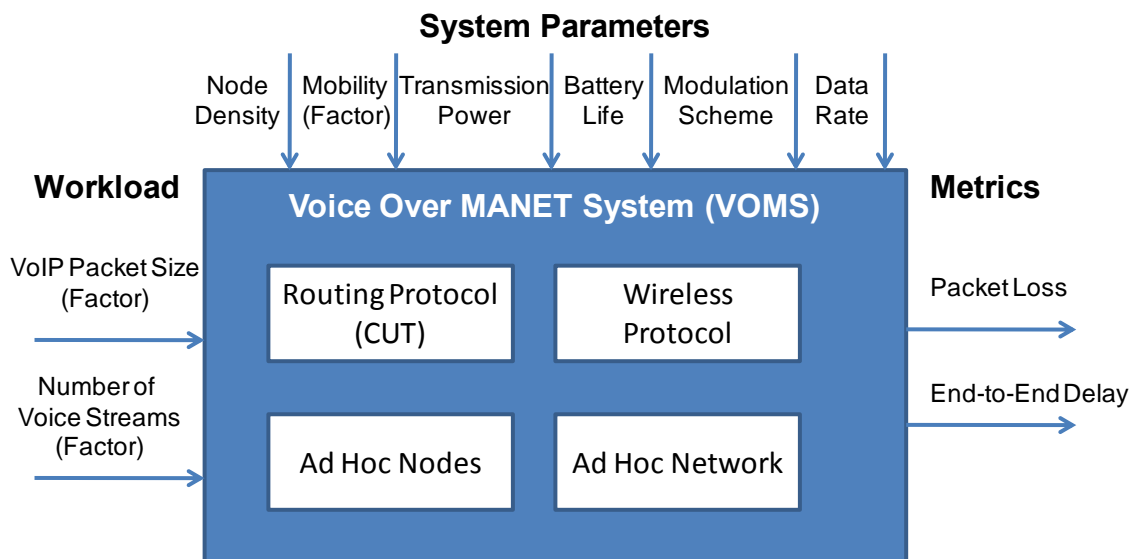 System Parameters
Node
Density
Mobility
(Factor)
Transmission
Power
Battery
Life
Modulation
Scheme
Data
Rate
Workload
Metrics
Voice Over MANET System (VOMS)
VoIP Packet Size
(Factor)
Routing Protocol
(CUT)
Wireless
Protocol
Packet Loss
Number of
Voice Streams
(Factor)
Ad Hoc Nodes
Ad Hoc Network
End-to-End Delay